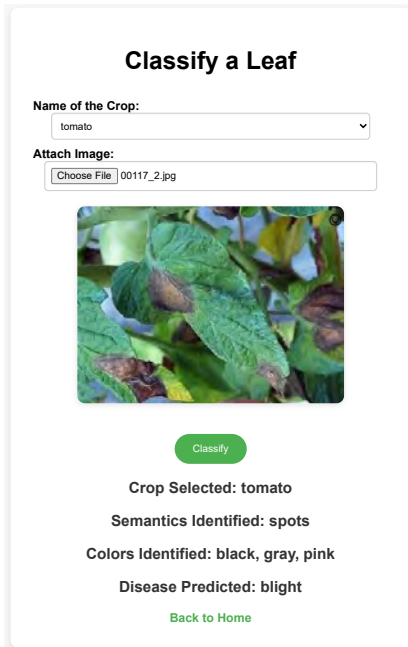 Classify a Leaf
Name of the Crop:
tomato
Attach Image:
Choose File 00117_2.jpg
Classify
Crop Selected: tomato
Semantics Identified: spots
Colors Identified: black, gray, pink
Disease Predicted: blight
Back to Home